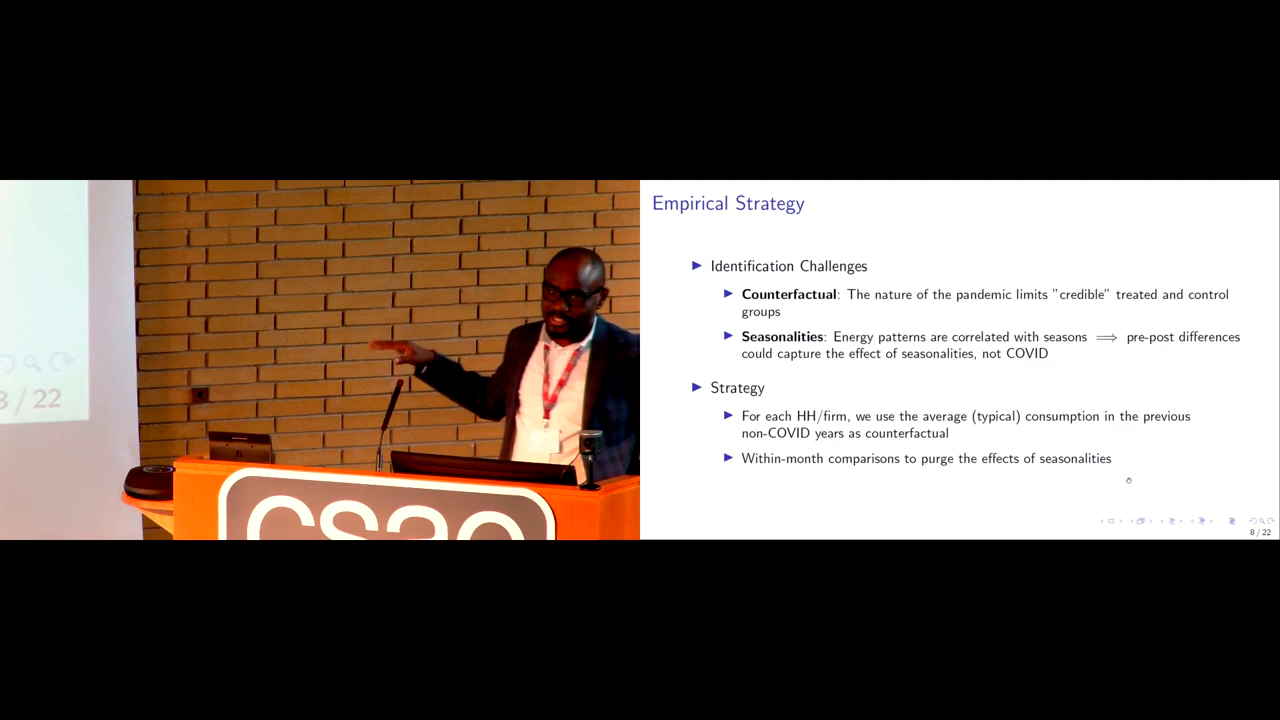 8/22
csae
Empirical Strategy
Identification Challenges
Counterfactual: The nature of the pandemic limits "credible" treated and control
groups
Seasonalities: Energy patterns are correlated with seasons ⟹ pre-post differences
could capture the effect of seasonalities, not COVID
Strategy
For each HH/firm, we use the average (typical) consumption in the previous
non-COVID years as counterfactual
Within-month comparisons to purge the effects of seasonalities
8 / 22